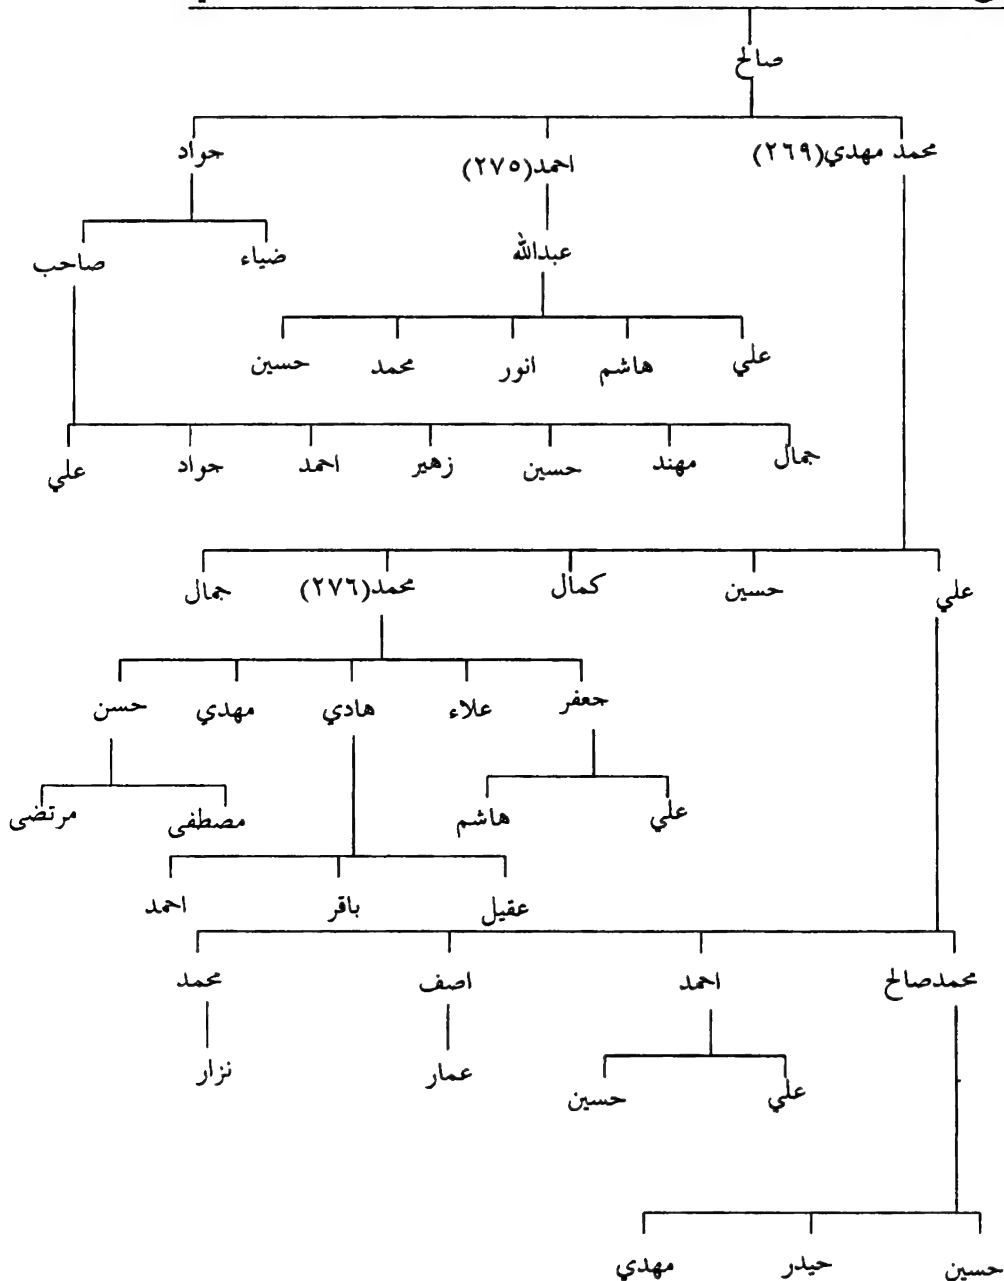 صالح
محمد مهدي(٢٦٩) احمد(٢٧٥) جواد
عبدالله ضياء صاحب
علي هاشم انور محمد حسين
جمال مهند حسين زهير احمد جواد علي
علي حسين كمال محمد(٢٧٦) جمال
جعفر علاء هادي مهدي حسن
علي هاشم مصطفى مرتضى
عقيل باقر احمد
محمدصالح احمد اصف محمد
علي حسين عمار نزار
حسين حيدر مهدي